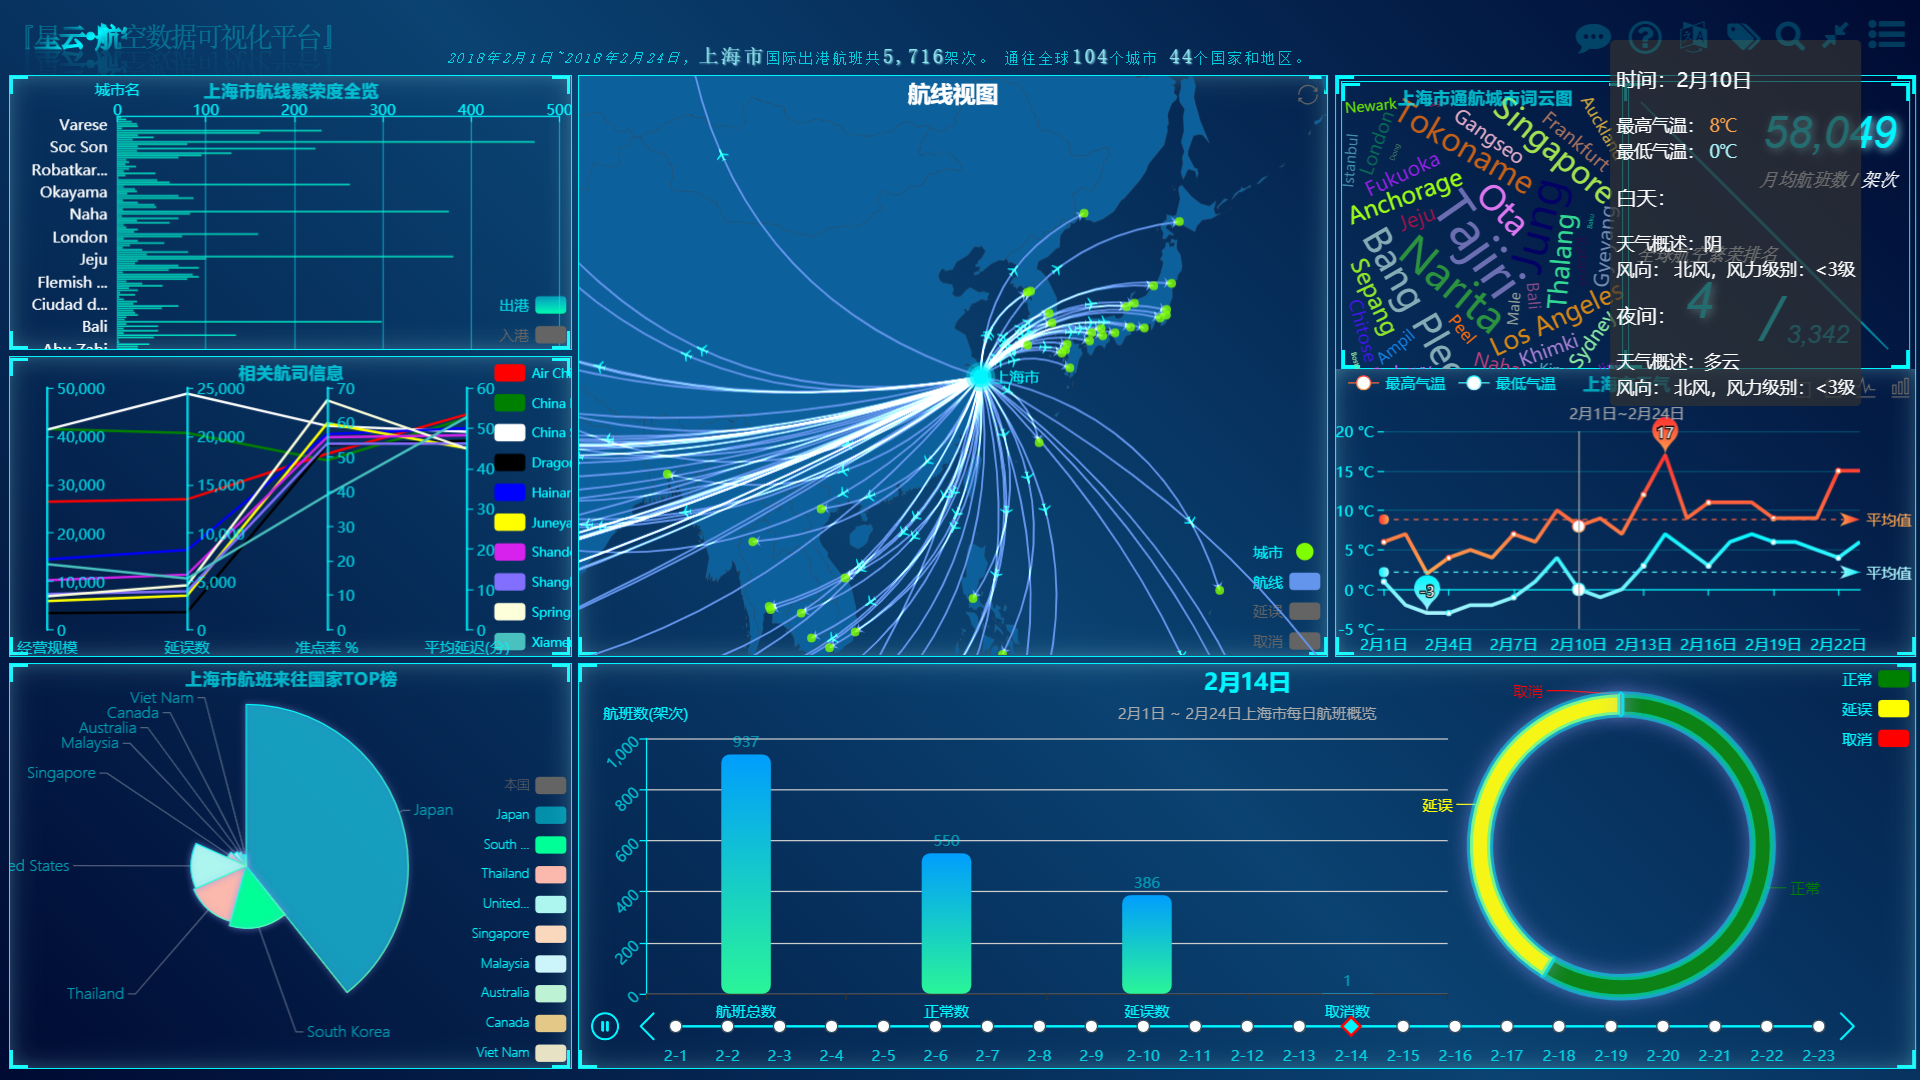 『星云·航空数据可视化平台』
2018年2月1日~2018年2月24日，上海市国际出港航班共5,716架次。 通往全球104个城市 44个国家和地区。
上海市航线繁荣度全览
城市名
0 100 200 300 400 500
Varese
Soc Son
Robatkar...
Okayama
Naha
London
Jeju
Flemish ...
Ciudad d...
Bali
Abu Zabi
出港
入港
相关航司信息
50,000 40,000 30,000 20,000 10,000 0
25,000 20,000 15,000 10,000 5,000 0
70 60 50 40 30 20 10 0
60 50 40 30 20 10 0
经营规模 延误数 准点率 % 平均延迟(分)
Air Ch
China
China
Drago
Hainar
Juneya
Shand
Shangl
Spring
Xiame
上海市航班来往国家TOP榜
Viet Nam
Canada
Australia
Malaysia
Singapore
ed States
Thailand
South Korea
Japan
本国
Japan
South ...
Thailand
United...
Singapore
Malaysia
Australia
Canada
Viet Nam
航线视图
上海市
城市
航线
延误
取消
上海市通航城市词云图
Newark
London
Istanbul
Tokoname
Gangseo
Singapore
Frankfurt
Auckland
Fukuoka
Anchorage
Jeju
Ota
Jung
Tajiri
Narita
Bang Phli
Sepang
Chitose
Ampil
Peel
Male
Bali
Thalang
Gyeyang
Los Angeles
Sydney
Khimki
Naha
58,049
月均航班数 / 架次
全球航空繁荣排名
4 / 3,342
时间：2月10日
最高气温： 8℃
最低气温： 0℃
白天：
天气概述：阴
风向： 北风，风力级别：<3级
夜间：
天气概述：多云
风向：北风，风力级别：<3级
最高气温 最低气温
2月1日~2月24日
20 °C
15 °C
10 °C
5 °C
0 °C
-5 °C
17
-3
平均值
平均值
2月1日 2月4日 2月7日 2月10日 2月13日 2月16日 2月19日 2月22日
2月14日
2月1日 ~ 2月24日上海市每日航班概览
航班数(架次)
1,000
800
600
400
200
0
937 550 386 1
航班总数 正常数 延误数 取消数
正常
延误
取消
取消
延误
正常
2-1 2-2 2-3 2-4 2-5 2-6 2-7 2-8 2-9 2-10 2-11 2-12 2-13 2-14 2-15 2-16 2-17 2-18 2-19 2-20 2-21 2-22 2-23